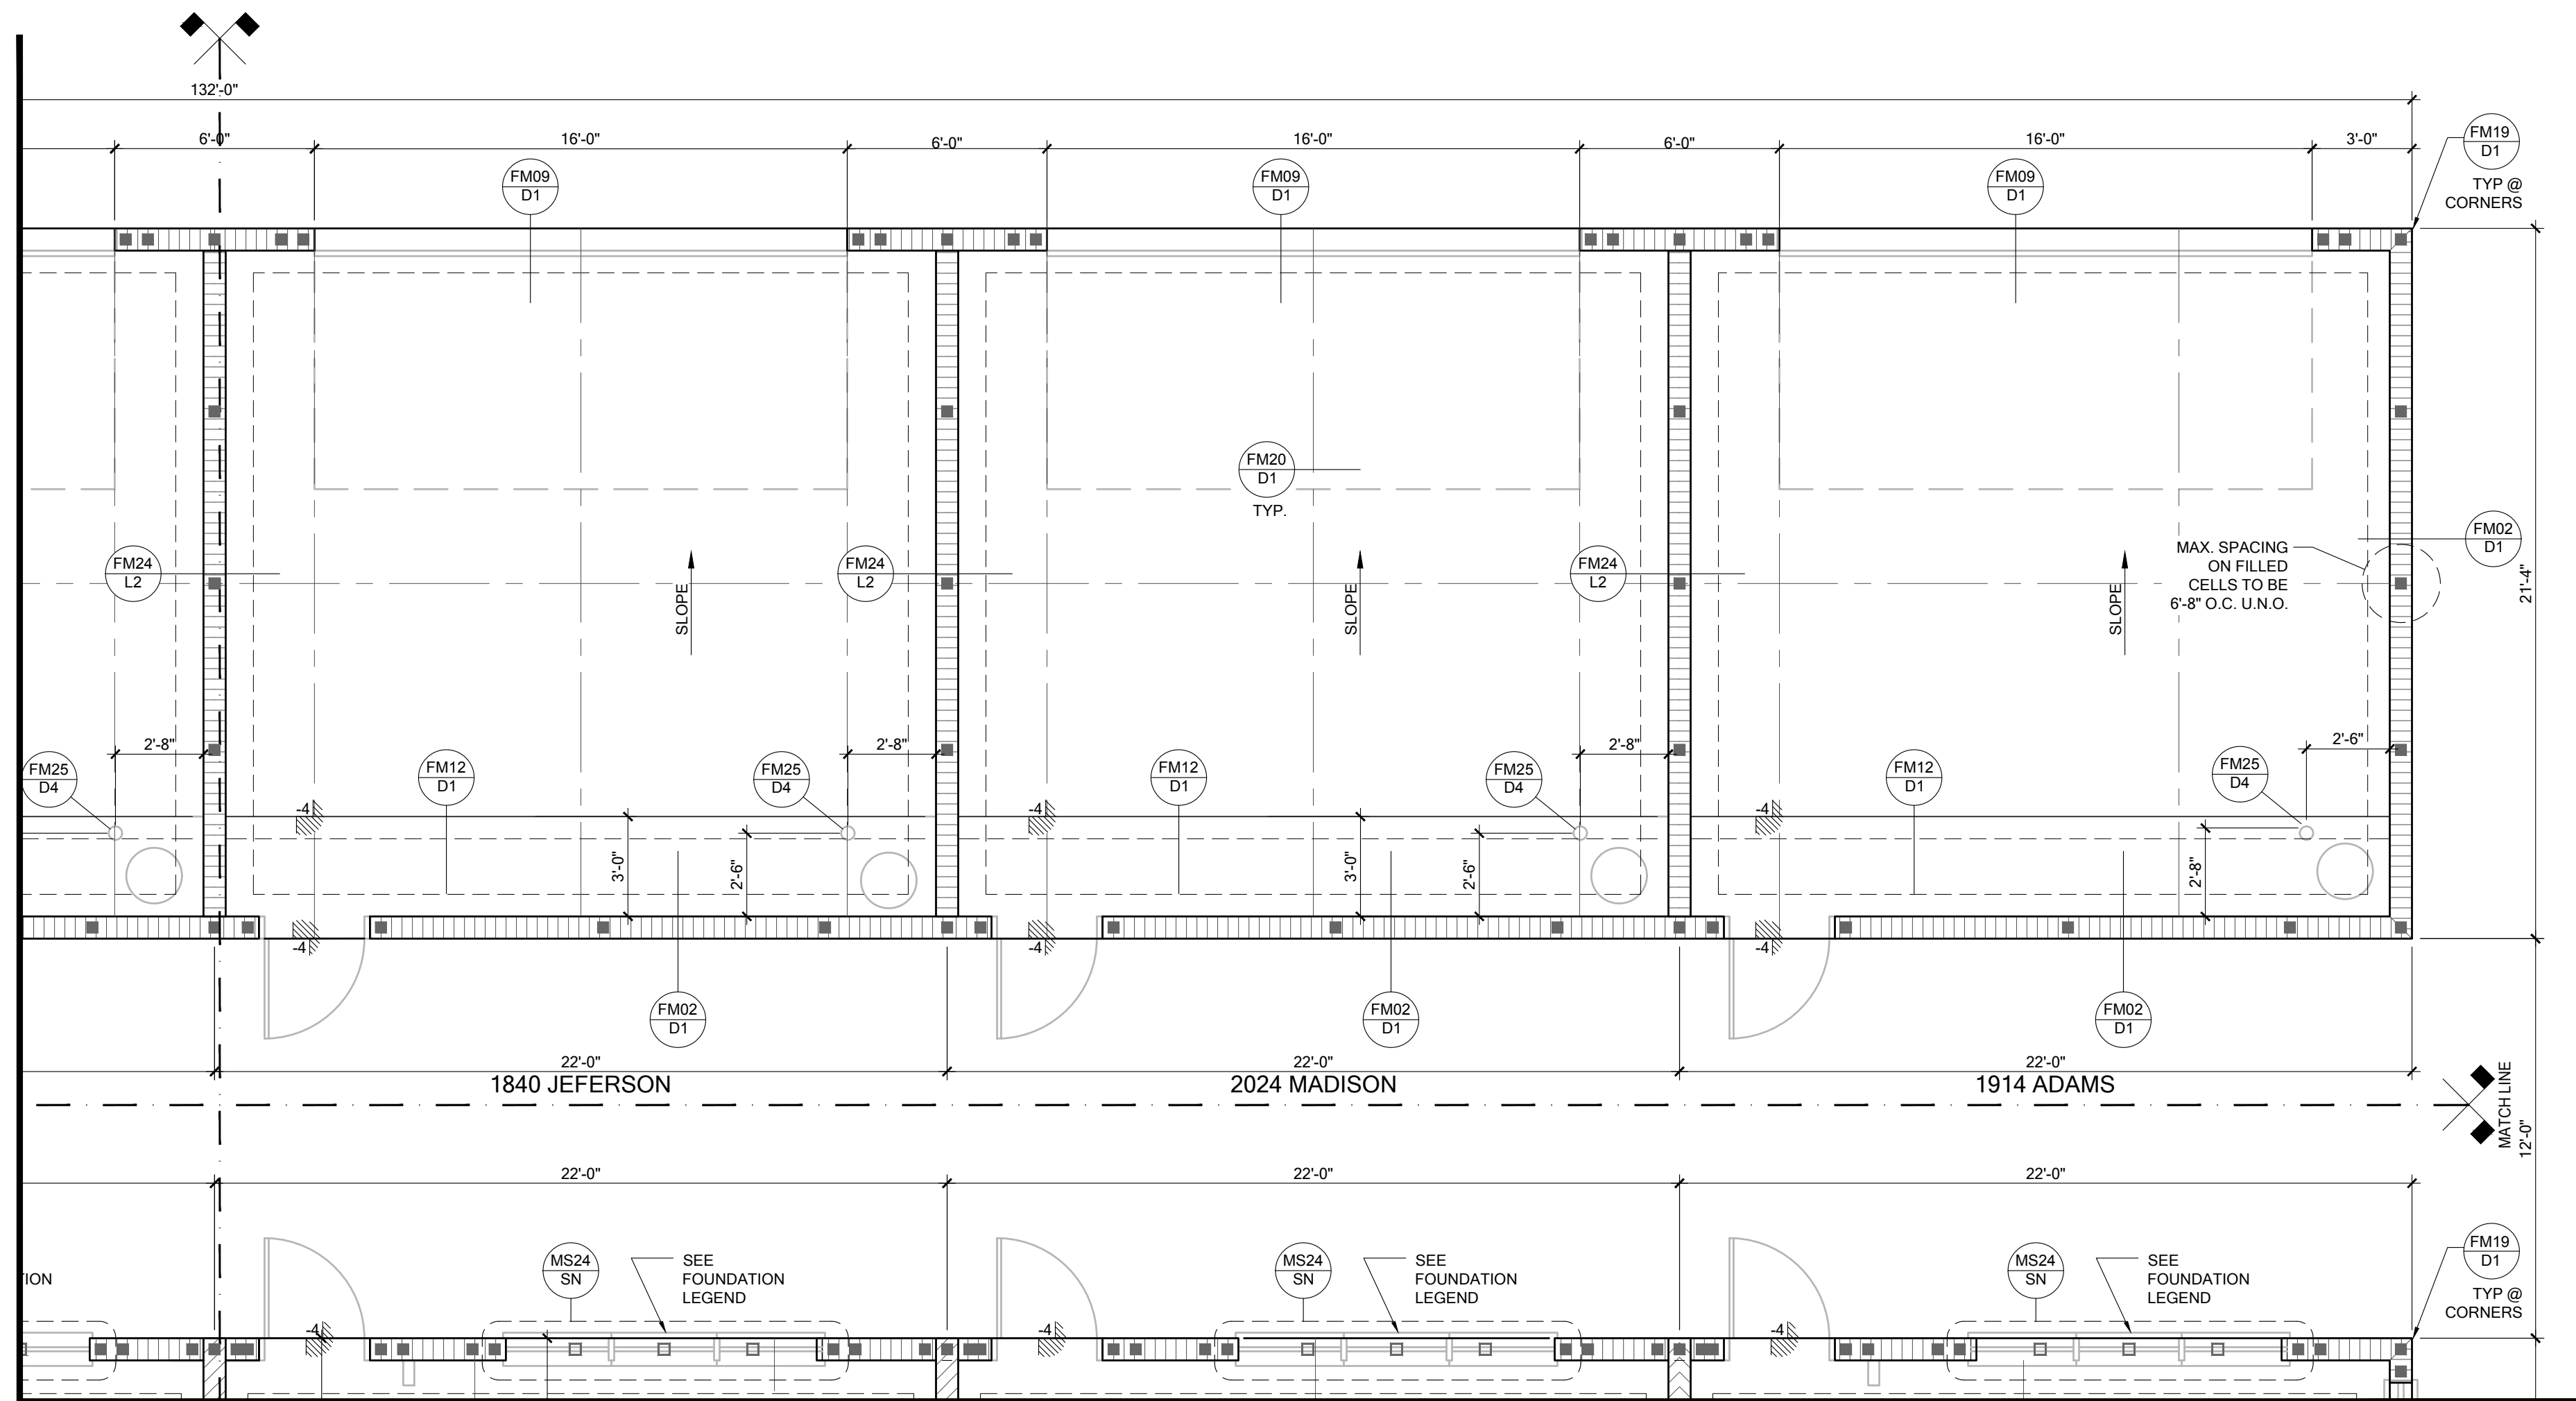 132'-0"
6'-0"
16'-0"
6'-0"
16'-0"
6'-0"
16'-0"
3'-0"
FM19
D1
TYP @
CORNERS
FM09
D1
FM09
D1
FM09
D1
FM20
D1
TYP.
FM24
L2
FM24
L2
FM24
L2
SLOPE
SLOPE
SLOPE
MAX. SPACING
ON FILLED
CELLS TO BE
6'-8" O.C. U.N.O.
FM02
D1
21'-4"
2'-8"
2'-8"
2'-8"
2'-6"
FM25
D4
FM12
D1
FM25
D4
FM12
D1
FM25
D4
FM12
D1
FM25
D4
-4
-4
-4
3'-0"
2'-6"
3'-0"
2'-6"
2'-8"
-4
-4
-4
FM02
D1
FM02
D1
FM02
D1
22'-0"
22'-0"
22'-0"
1840 JEFERSON
2024 MADISON
1914 ADAMS
MATCH LINE
12'-0"
22'-0"
22'-0"
22'-0"
MS24
SN
SEE
FOUNDATION
LEGEND
MS24
SN
SEE
FOUNDATION
LEGEND
MS24
SN
SEE
FOUNDATION
LEGEND
FM19
D1
TYP @
CORNERS
TION
-4
-4
-4